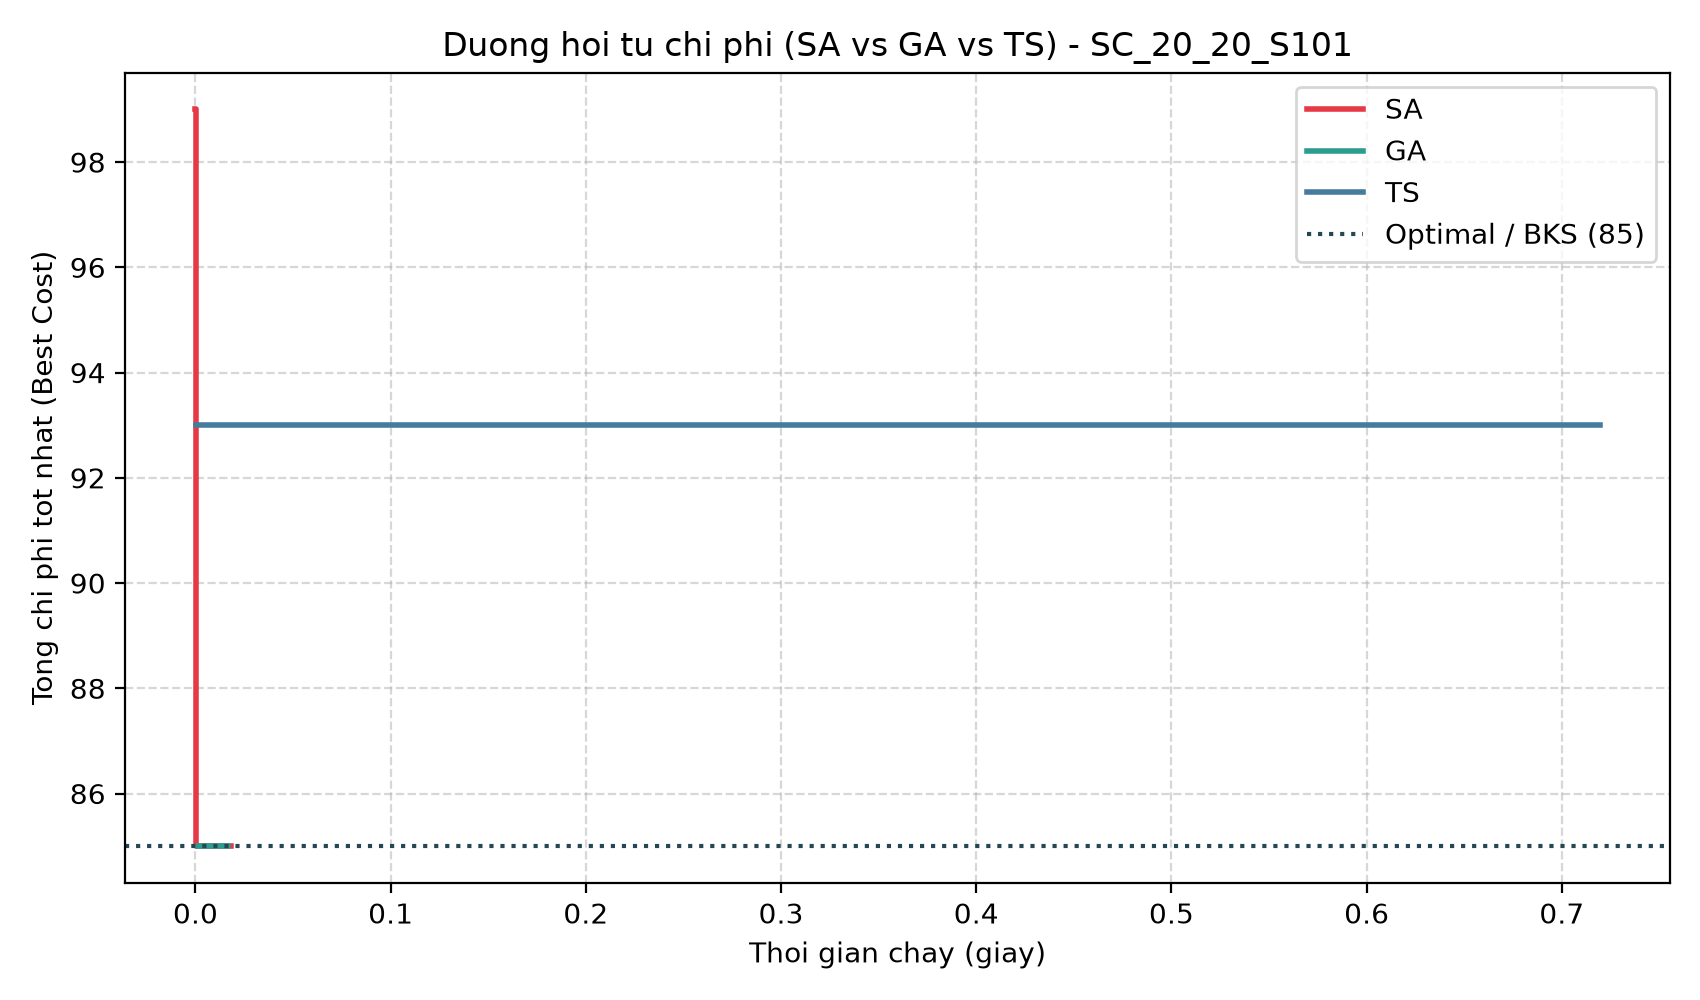 Duong hoi tu chi phi (SA vs GA vs TS) - SC_20_20_S101
SA
GA
TS
Optimal / BKS (85)
Tong chi phi tot nhat (Best Cost)
98
96
94
92
90
88
86
0.0 0.1 0.2 0.3 0.4 0.5 0.6 0.7
Thoi gian chay (giay)